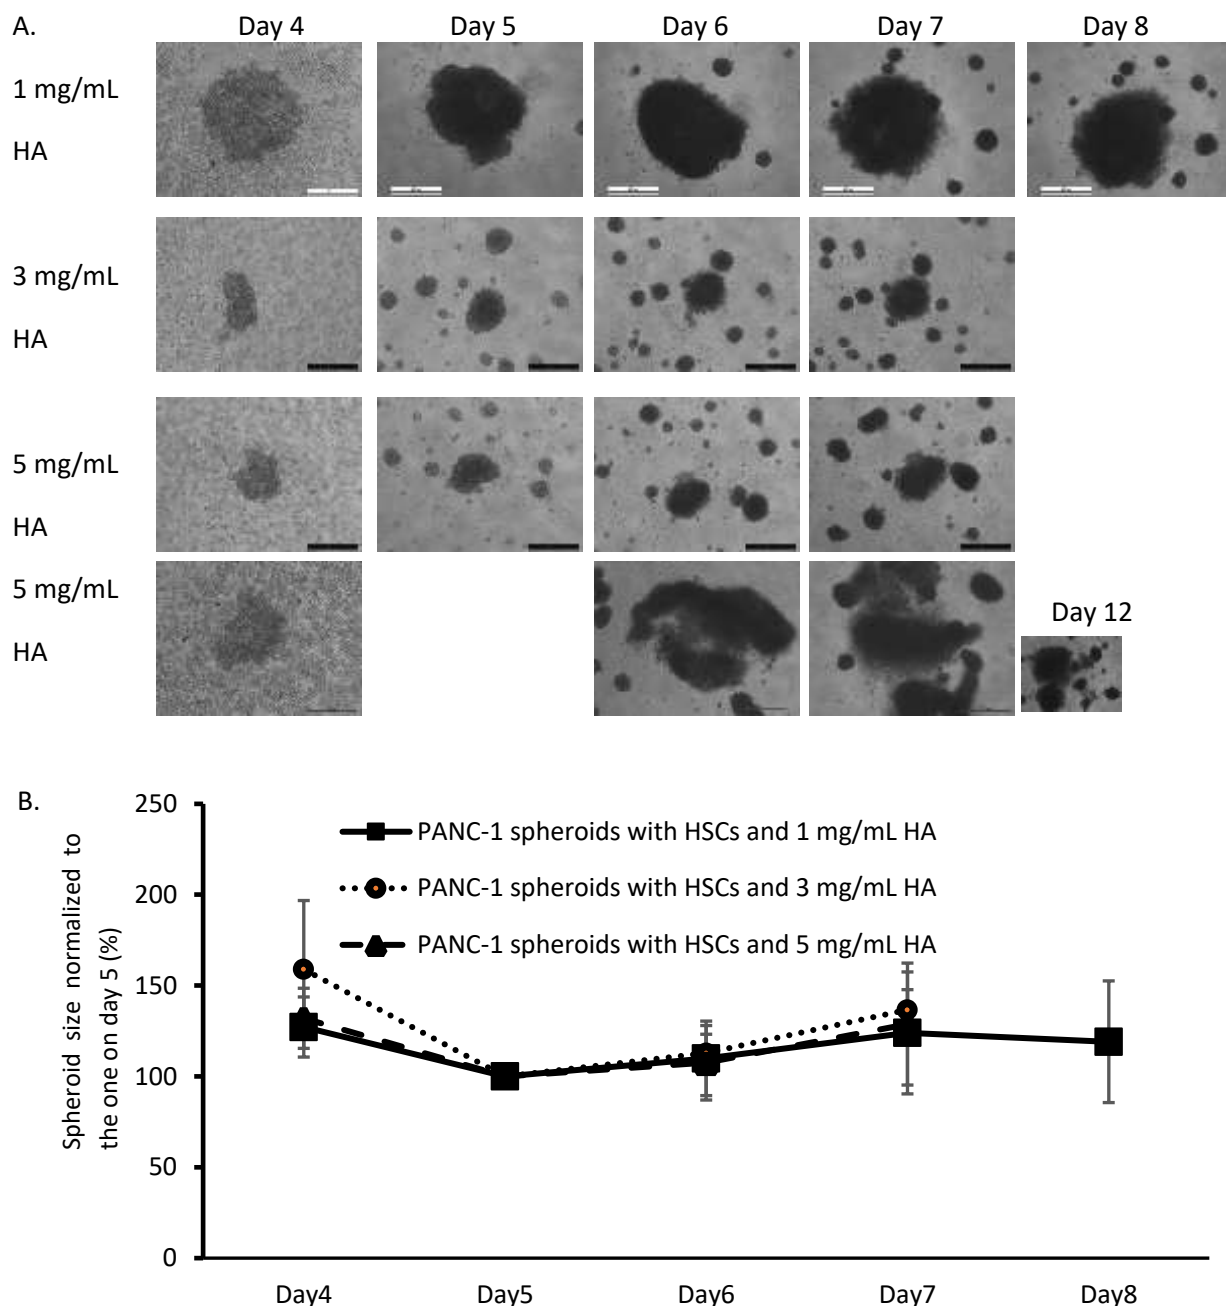 A.
Day 4
Day 5
Day 6
Day 7
Day 8
1 mg/mL
HA
3 mg/mL
HA
5 mg/mL
HA
5 mg/mL
HA
Day 12
B.
Spheroid size normalized to
the one on day 5 (%)
250
200
150
100
50
0
PANC-1 spheroids with HSCs and 1 mg/mL HA
PANC-1 spheroids with HSCs and 3 mg/mL HA
PANC-1 spheroids with HSCs and 5 mg/mL HA
Day4
Day5
Day6
Day7
Day8